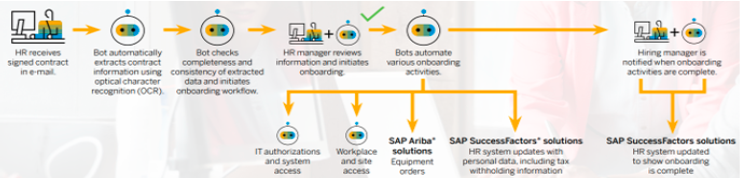 HR receives
signed contract
in e-mail.
Bot automatically
extracts contract
information using
optical character
recognition (OCR).
Bot checks
completeness and
consistency of extracted
data and initiates
onboarding workflow.
HR manager reviews
information and initiates
onboarding.
Bots automate
various onboarding
activities.
Hiring manager is
notified when onboarding
activities are complete.
IT authorizations
and system
access
Workplace
and site
access
SAP Ariba®
solutions
Equipment
orders
SAP SuccessFactors® solutions
HR system updates with
personal data, including tax
withholding information
SAP SuccessFactors solutions
HR system updated
to show onboarding
is complete